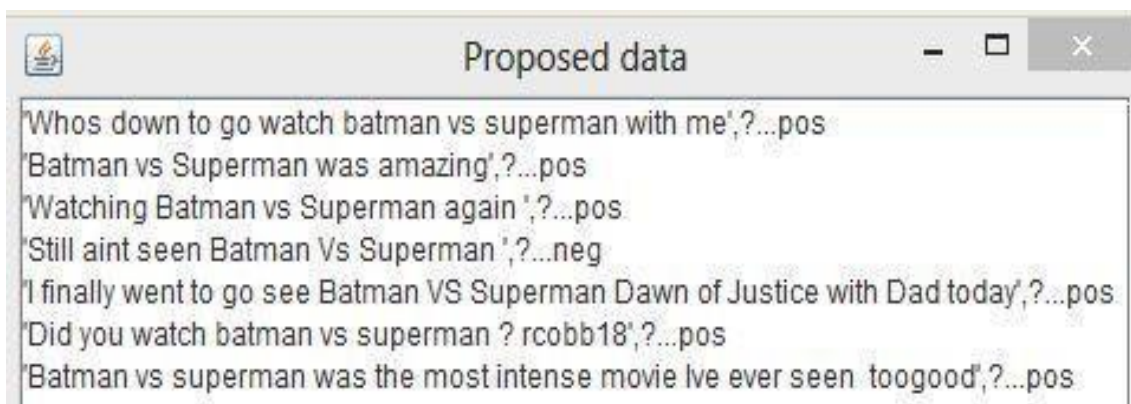 Proposed data
'Whos down to go watch batman vs superman with me',?...pos
'Batman vs Superman was amazing',?...pos
'Watching Batman vs Superman again ',?...pos
'Still aint seen Batman Vs Superman ',?...neg
'I finally went to go see Batman VS Superman Dawn of Justice with Dad today',?...pos
'Did you watch batman vs superman ? rcobb18',?...pos
'Batman vs superman was the most intense movie Ive ever seen  toogood',?...pos